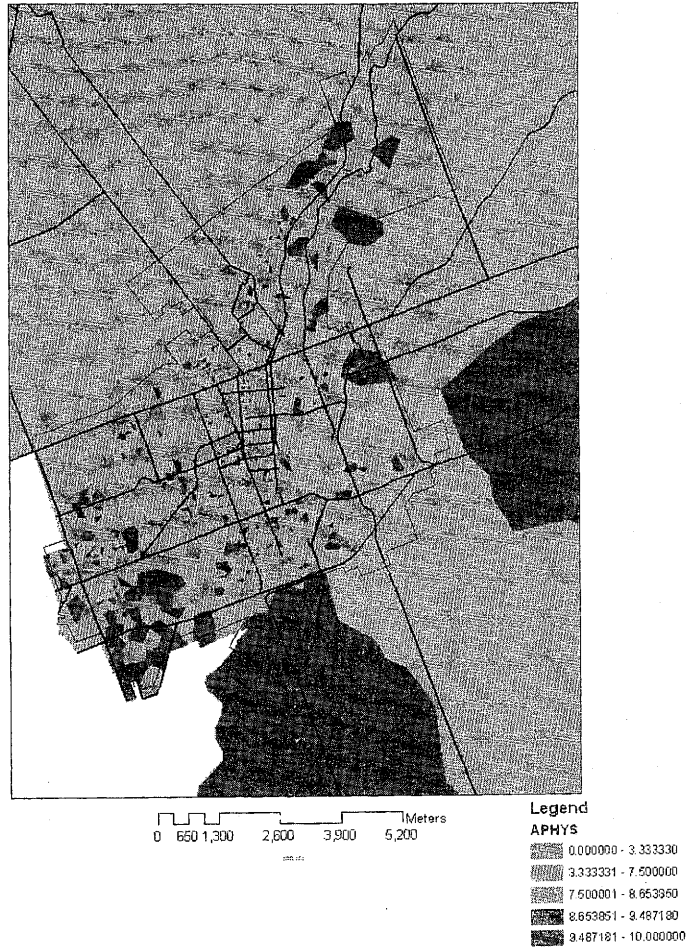 Meters
0 650 1,300 2,600 3,900 5,200
Legend
APHYS
0.000000 - 3.333330
3.333331 - 7.500000
7.500001 - 8.653850
8.653851 - 9.487180
9.487181 - 10.000000